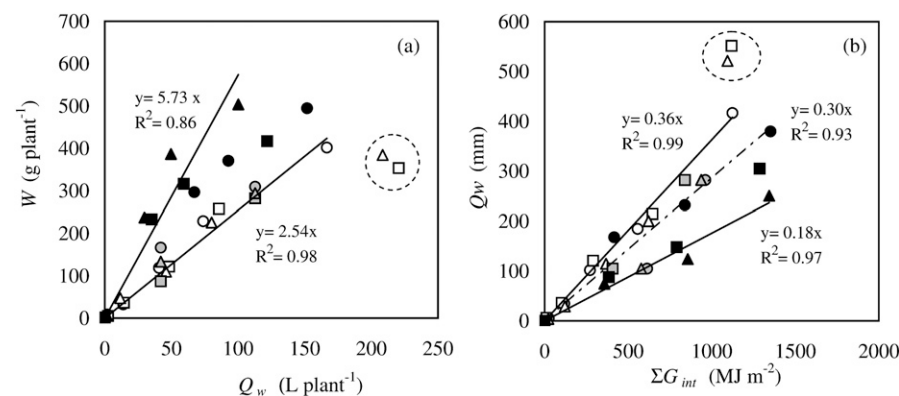 700
600
500
400
300
200
100
0
W (g plant⁻¹)
(a)
y= 5.73 x
R²= 0.86
y= 2.54x
R²= 0.98
0 50 100 150 200 250
Q_w (L plant⁻¹)
600
500
400
300
200
100
0
Qw (mm)
(b)
y= 0.36x
R²= 0.99
y= 0.30x
R²= 0.93
y= 0.18x
R²= 0.97
0 500 1000 1500 2000
ΣG_int (MJ m⁻²)